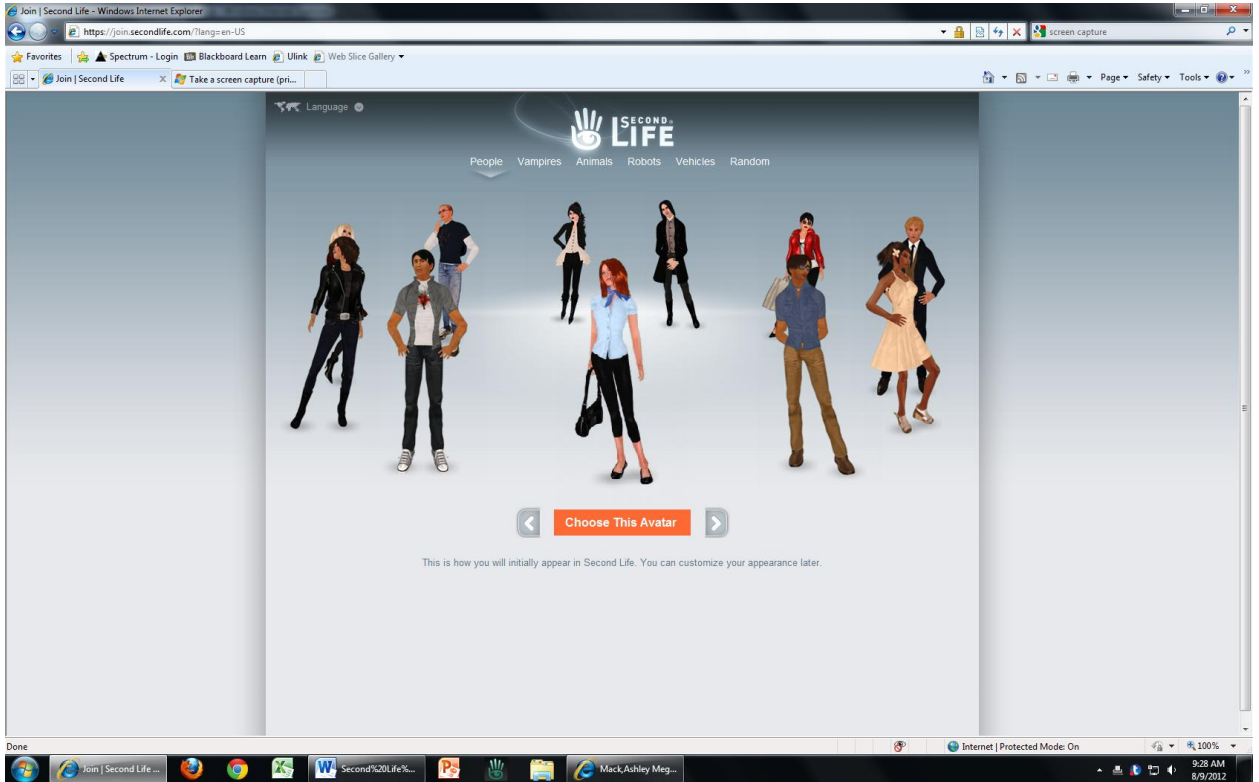 Join | Second Life - Windows Internet Explorer
https://join.secondlife.com/?lang=en-US
screen capture
Favorites Spectrum - Login Blackboard Learn Ulink Web Slice Gallery
Join | Second Life x Take a screen capture (pri... Page Safety Tools
Language
SECOND LIFE
People Vampires Animals Robots Vehicles Random
Choose This Avatar
This is how you will initially appear in Second Life. You can customize your appearance later.
Done Internet | Protected Mode: On 100%
Join | Second Life ... Second%20Life%... Mack,Ashley Meg... 9:28 AM
8/9/2012